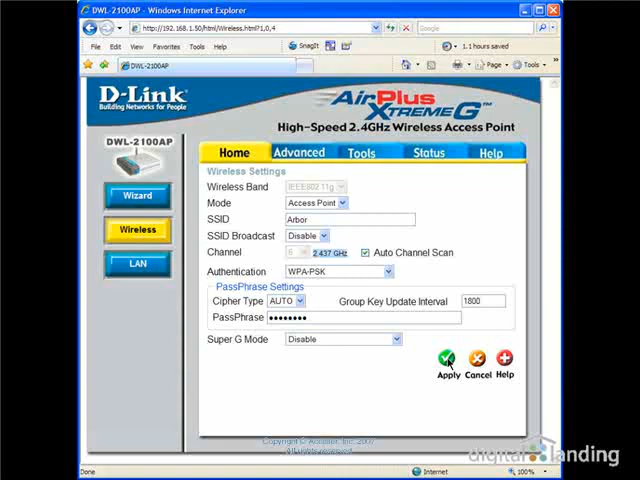 DWL-2100AP - Windows Internet Explorer
http://192.168.1.50/html/Wireless.html?1,0,4
File Edit View Favorites Tools Help SnagIt 1.1 hours saved
DWL-2100AP Page Tools
D-Link
Building Networks for People
AirPlus
XTREME G™
High-Speed 2.4GHz Wireless Access Point
DWL-2100AP
Home Advanced Tools Status Help
Wizard
Wireless
LAN
Wireless Settings
Wireless Band IEEE802.11g
Mode Access Point
SSID Arbor
SSID Broadcast Disable
Channel 6 2.437 GHz Auto Channel Scan
Authentication WPA-PSK
PassPhrase Settings
Cipher Type AUTO Group Key Update Interval 1800
PassPhrase ••••••••
Super G Mode Disable
Apply Cancel Help
All rights reserved.
digital landing
Done Internet 100%